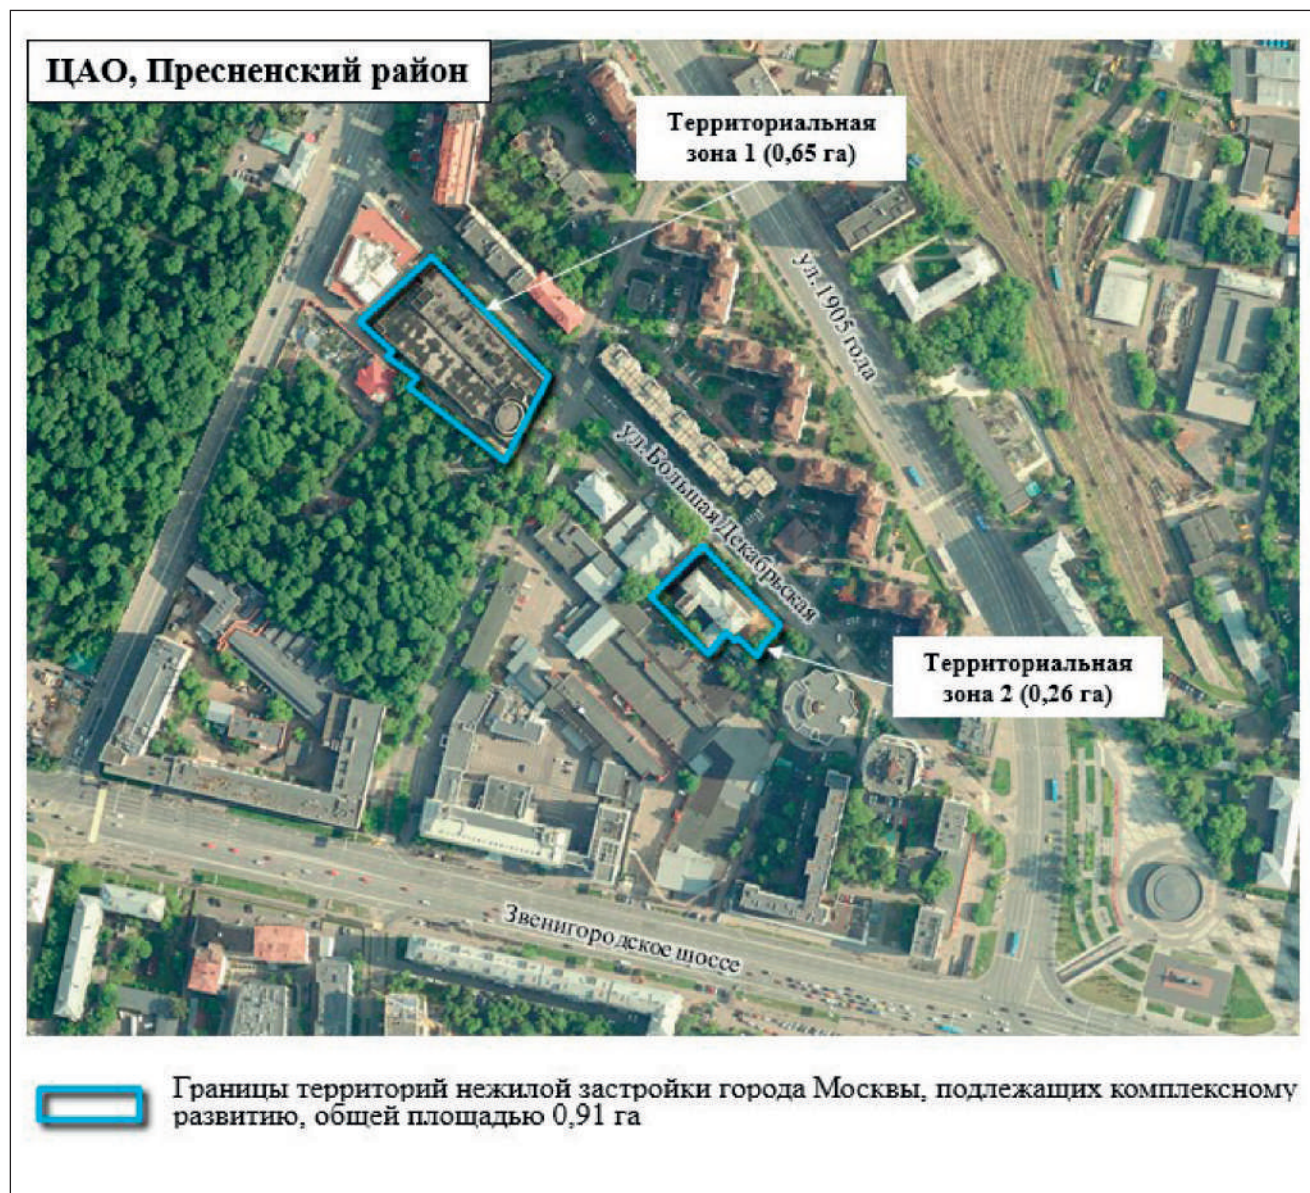 ЦАО, Пресненский район
Территориальная
зона 1 (0,65 га)
ул. 1905 года
ул. Большая Декабрьская
Территориальная
зона 2 (0,26 га)
Звенигородское шоссе
Границы территорий нежилой застройки города Москвы, подлежащих комплексному
развитию, общей площадью 0,91 га